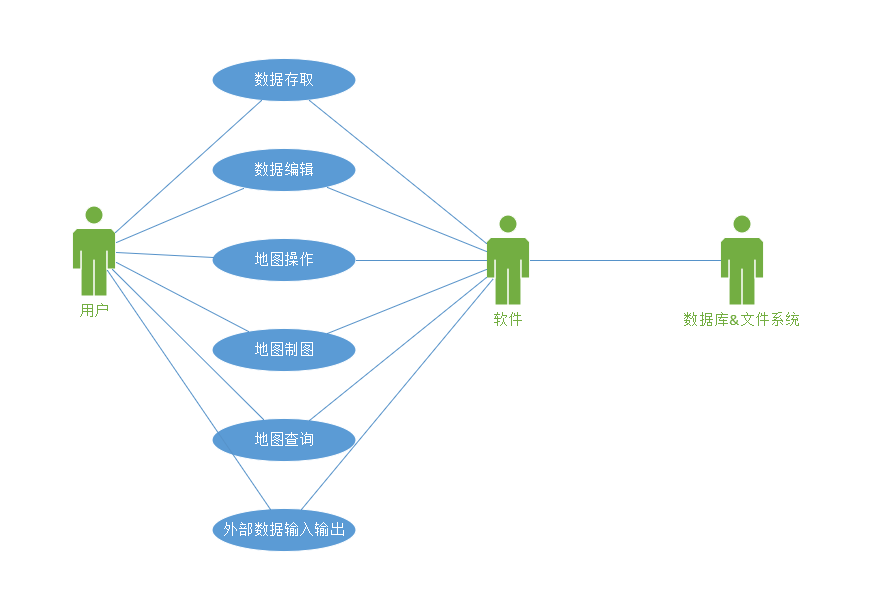 数据存取
数据编辑
地图操作
地图制图
地图查询
外部数据输入输出
用户
软件
数据库&文件系统